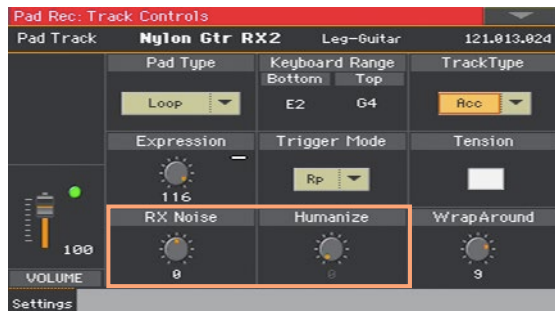 Pad Rec: Track Controls
Pad Track Nylon Gtr RX2 Leg-Guitar 121.013.024
Pad Type Keyboard Range TrackType
Bottom Top
Loop E2 G4 Acc
Expression Trigger Mode Tension
Rp
116
RX Noise Humanize WrapAround
100
0 0 9
VOLUME
Settings